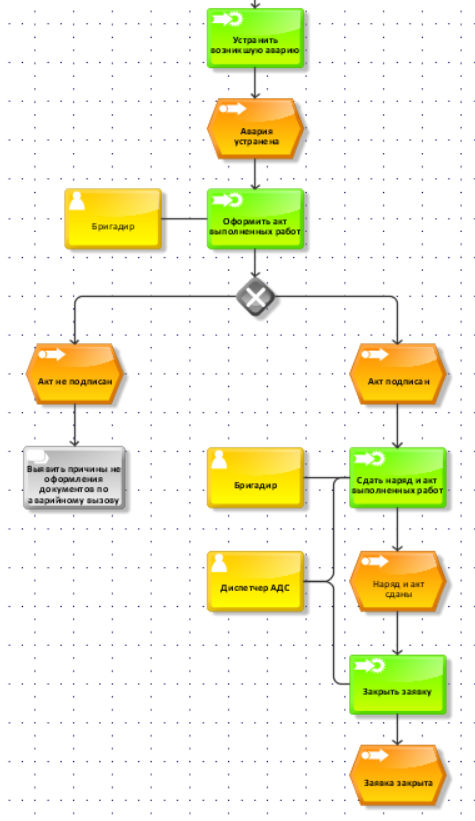 Устранить
возникшую аварию
Авария
устранена
Бригадир
Оформить акт
выполненных работ
Акт не подписан
Акт подписан
Выявить причины не
оформления
документов по
аварийному вызову
Бригадир
Сдать наряд и акт
выполненных работ
Диспетчер АДС
Наряд и акт
сданы
Закрыть заявку
Заявка закрыта